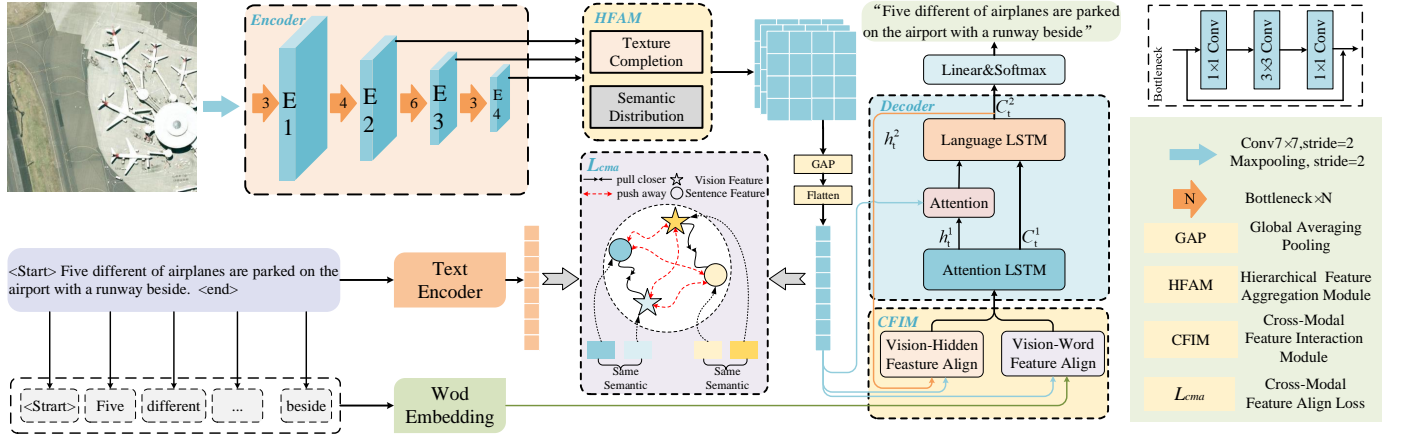 Encoder
3
E
1
4
E
2
6
E
3
3
E
4
HFAM
Texture
Completion
Semantic
Distribution
“Five different of airplanes are parked
on the airport with a runway beside”
Linear&Softmax
Decoder
C_t^2
h_t^2
Language LSTM
Attention
h_t^1
C_t^1
Attention LSTM
CFIM
Vision-Hidden
Feasture Align
Vision-Word
Feature Align
GAP
Flatten
L_cma
pull closer
Vision Feature
push away
Sentence Feature
Same
Semantic
Same
Semantic
<Start> Five different of airplanes are parked on the
airport with a runway beside. <end>
Text
Encoder
<Strart>
Five
different
...
beside
Wod
Embedding
Bottleneck
1×1 Conv
3×3 Conv
1×1 Conv
Conv7×7,stride=2
Maxpooling, stride=2
N
Bottleneck×N
GAP
Global Averaging
Pooling
HFAM
Hierarchical Feature
Aggregation Module
CFIM
Cross-Modal
Feature Interaction
Module
L_cma
Cross-Modal
Feature Align Loss